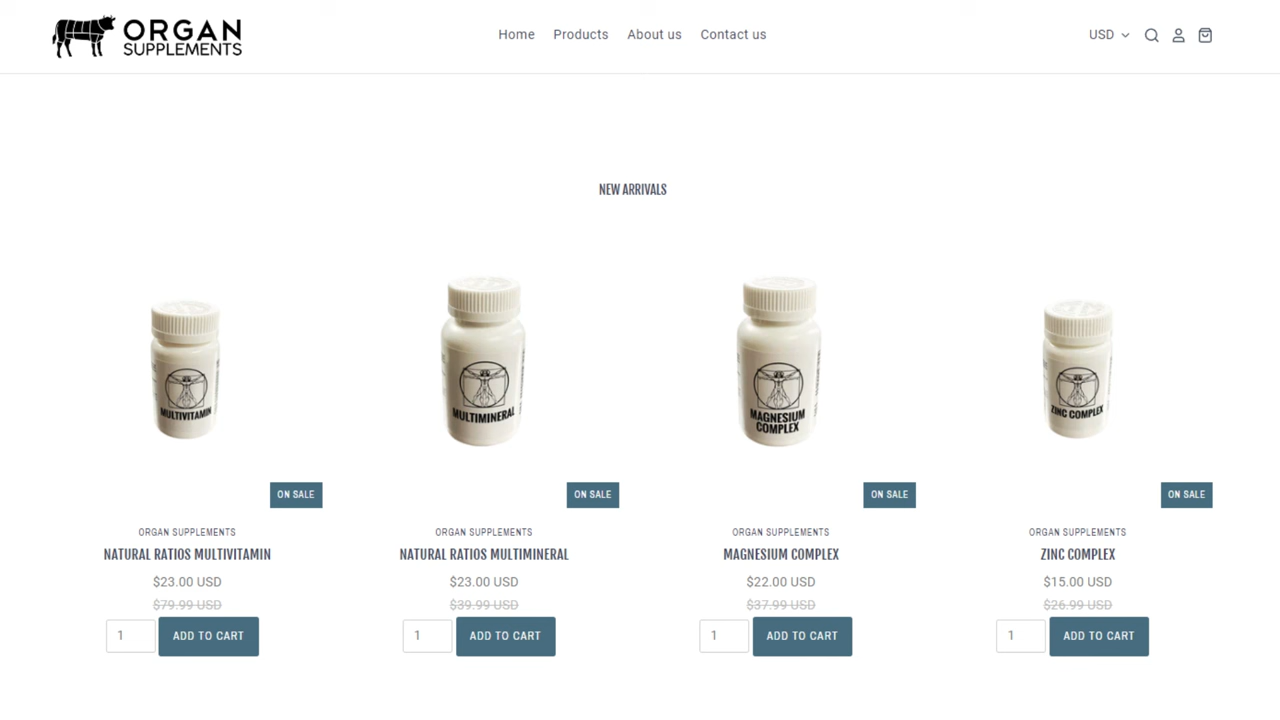 ORGAN
SUPPLEMENTS
Home Products About us Contact us
USD
NEW ARRIVALS
MULTIVITAMIN
MULTIMINERAL
MAGNESIUM
COMPLEX
ZINC COMPLEX
ON SALE ON SALE ON SALE ON SALE
ORGAN SUPPLEMENTS ORGAN SUPPLEMENTS ORGAN SUPPLEMENTS ORGAN SUPPLEMENTS
NATURAL RATIOS MULTIVITAMIN NATURAL RATIOS MULTIMINERAL MAGNESIUM COMPLEX ZINC COMPLEX
$23.00 USD $23.00 USD $22.00 USD $15.00 USD
$79.99 USD $39.99 USD $37.99 USD $26.99 USD
1 ADD TO CART 1 ADD TO CART 1 ADD TO CART 1 ADD TO CART